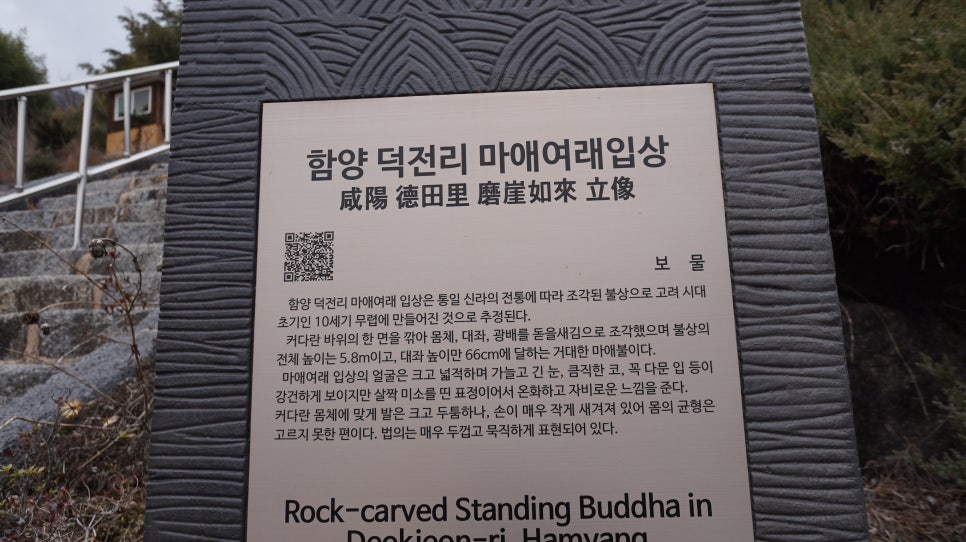 함양 덕전리 마애여래입상
咸陽 德田里 磨崖如來 立像
보 물
함양 덕전리 마애여래 입상은 통일 신라의 전통에 따라 조각된 불상으로 고려 시대
초기인 10세기 무렵에 만들어진 것으로 추정된다.
커다란 바위의 한 면을 깎아 몸체, 대좌, 광배를 돋을새김으로 조각했으며 불상의
전체 높이는 5.8m이고, 대좌 높이만 66cm에 달하는 거대한 마애불이다.
마애여래 입상의 얼굴은 크고 넓적하며 가늘고 긴 눈, 큼직한 코, 꼭 다문 입 등이
강건하게 보이지만 살짝 미소를 띤 표정이어서 온화하고 자비로운 느낌을 준다.
커다란 몸체에 맞게 발은 크고 두툼하나, 손이 매우 작게 새겨져 있어 몸의 균형은
고르지 못한 편이다. 법의는 매우 두껍고 묵직하게 표현되어 있다.
Rock-carved Standing Buddha in
Deokjeon-ri, Hamyang